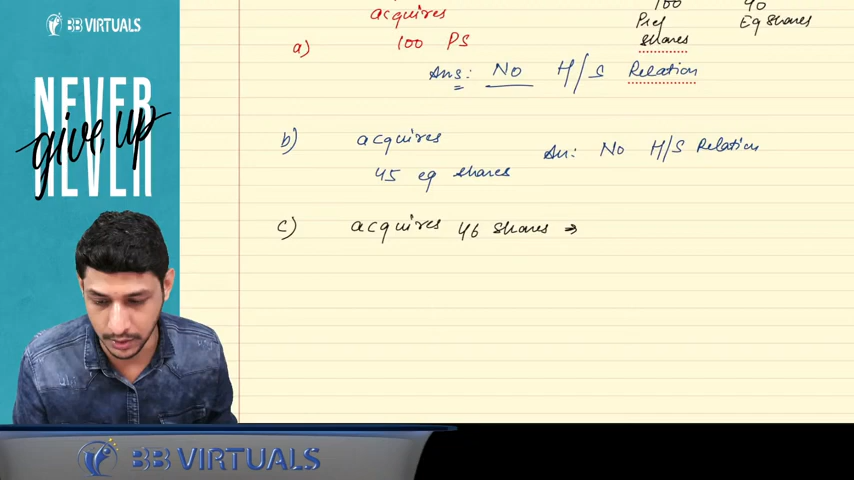 BB VIRTUALS
NEVER
give up
NEVER
acquires
100 PS
a)
100
90
Pref
Eq shares
shares
Ans: No H/S Relation
b) acquires
45 eq shares
An: No H/S Relation
c) acquires 46 shares ⇒
BB VIRTUALS